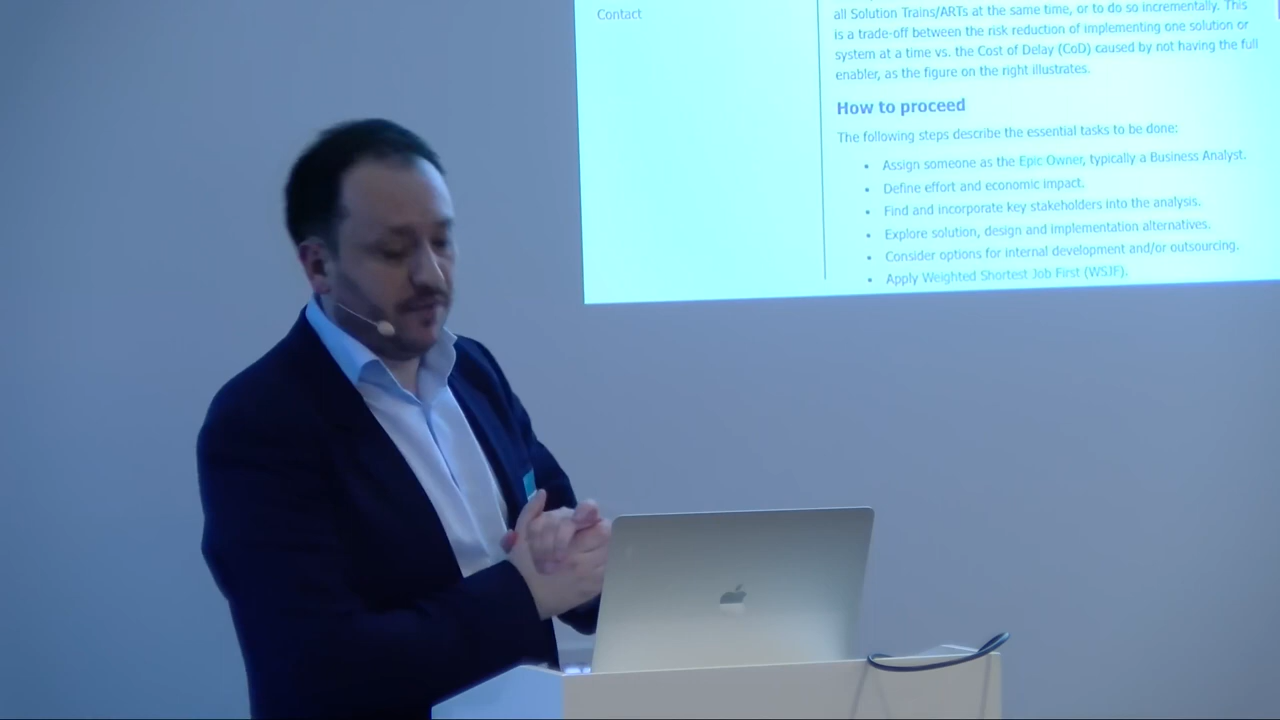 Contact
all Solution Trains/ARTs at the same time, or to do so incrementally. This
is a trade-off between the risk reduction of implementing one solution or
system at a time vs. the Cost of Delay (CoD) caused by not having the full
enabler, as the figure on the right illustrates.
How to proceed
The following steps describe the essential tasks to be done:
• Assign someone as the Epic Owner, typically a Business Analyst.
• Define effort and economic impact.
• Find and incorporate key stakeholders into the analysis.
• Explore solution, design and implementation alternatives.
• Consider options for internal development and/or outsourcing.
• Apply Weighted Shortest Job First (WSJF).